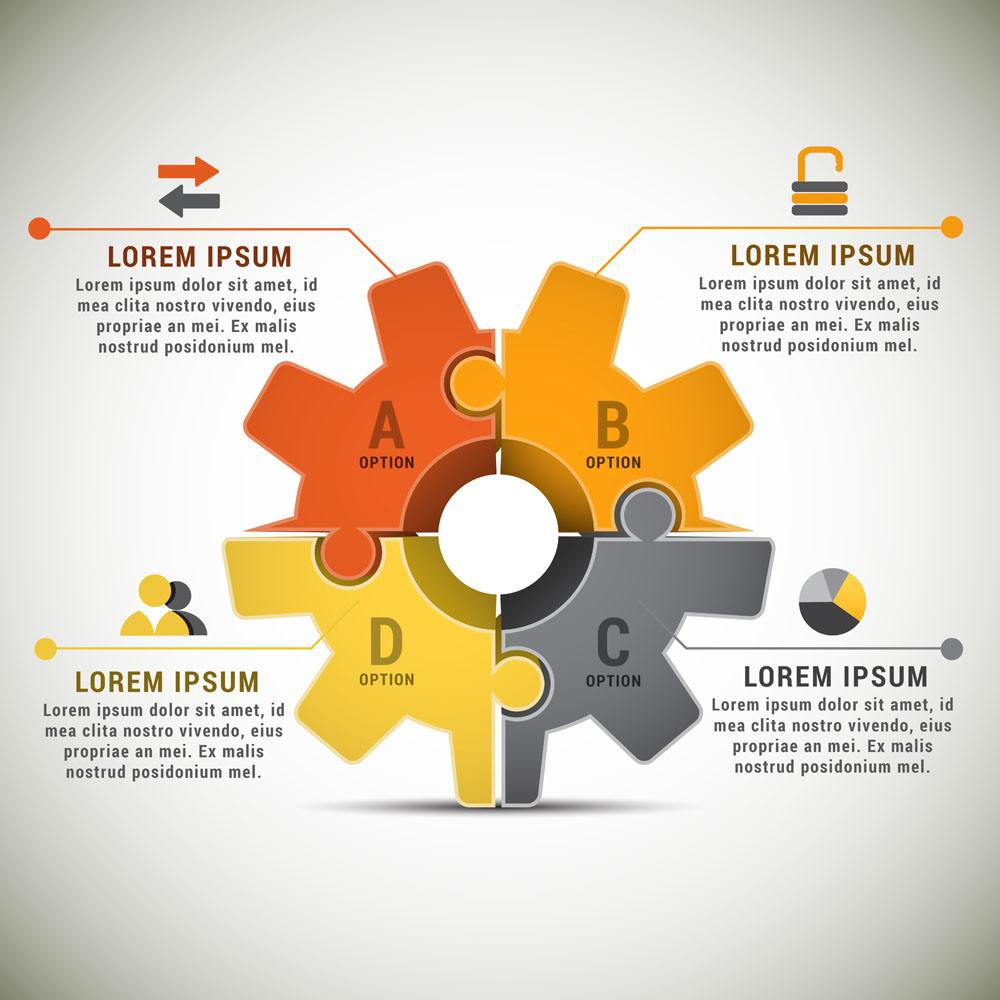 LOREM IPSUM
Lorem ipsum dolor sit amet, id
mea clita nostro vivendo, eius
propriae an mei. Ex malis
nostrud posidonium mel.
LOREM IPSUM
Lorem ipsum dolor sit amet, id
mea clita nostro vivendo, eius
propriae an mei. Ex malis
nostrud posidonium mel.
A
OPTION
B
OPTION
D
OPTION
C
OPTION
LOREM IPSUM
Lorem ipsum dolor sit amet, id
mea clita nostro vivendo, eius
propriae an mei. Ex malis
nostrud posidonium mel.
LOREM IPSUM
Lorem ipsum dolor sit amet, id
mea clita nostro vivendo, eius
propriae an mei. Ex malis
nostrud posidonium mel.